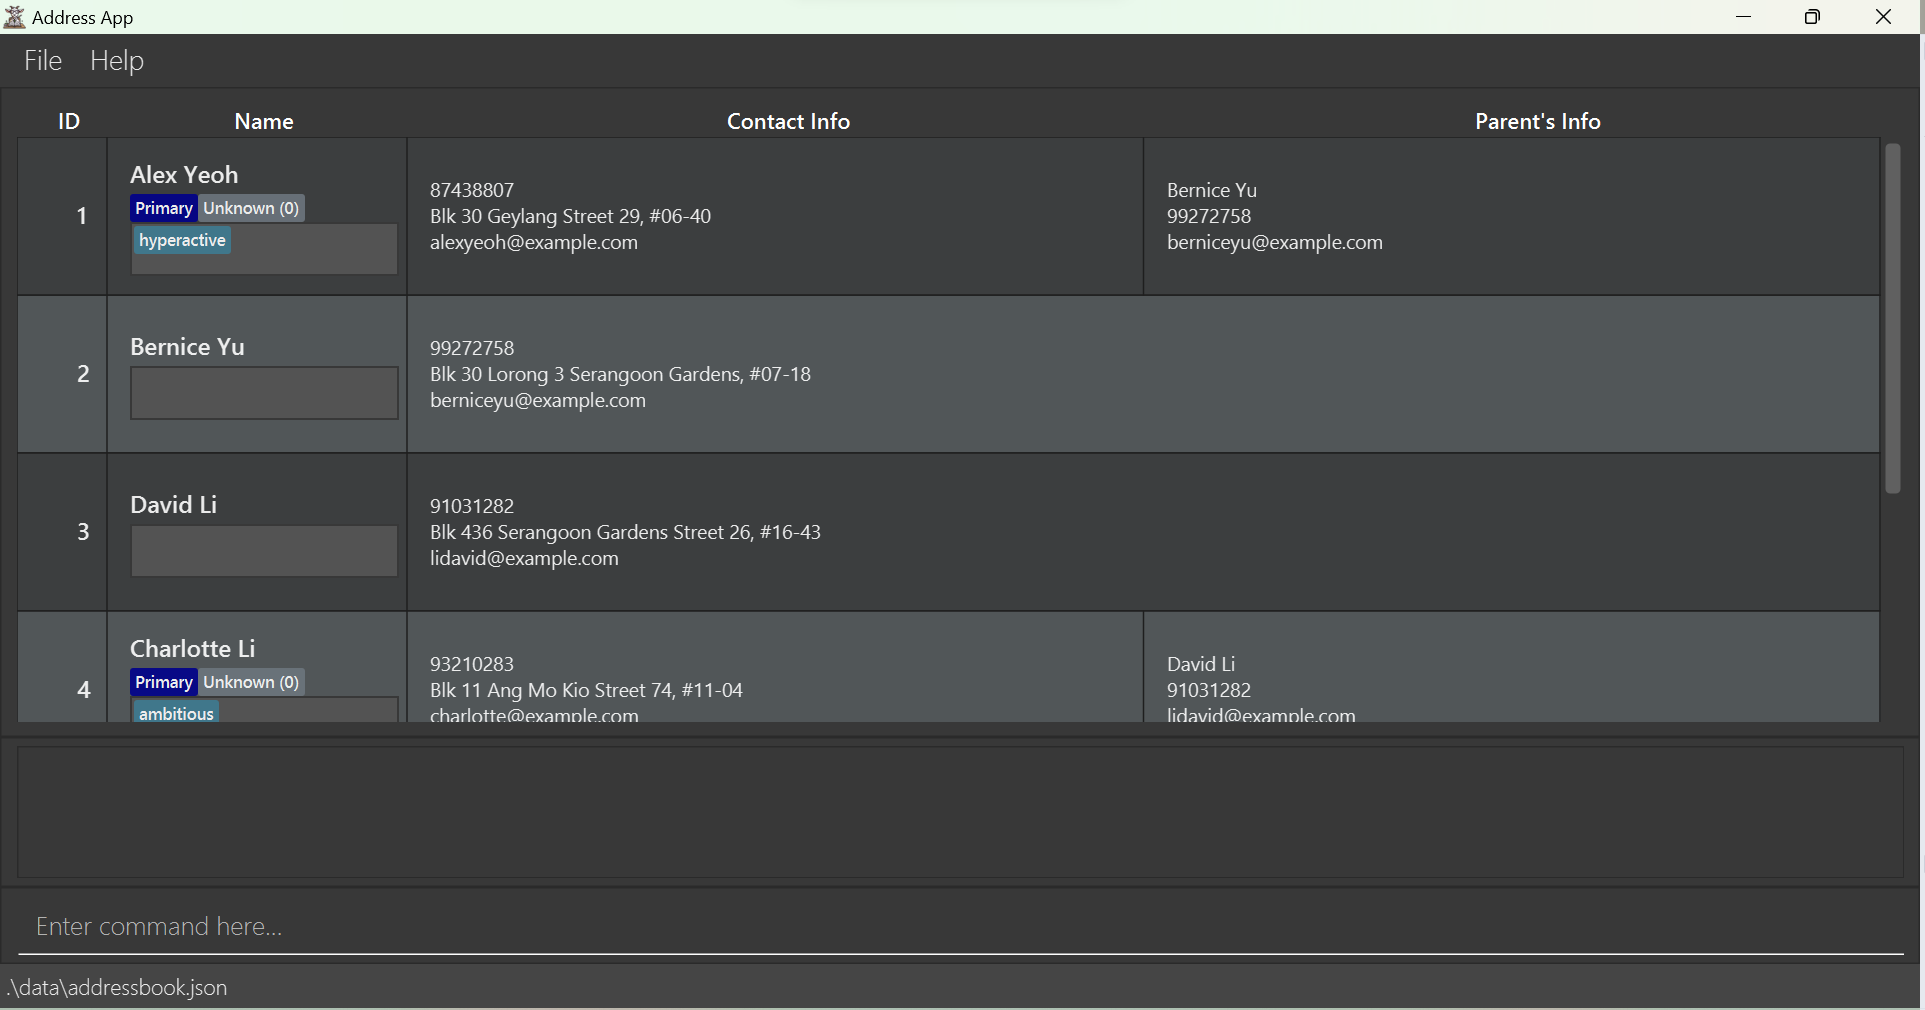 Address App
File Help
ID Name Contact Info Parent's Info
1
Alex Yeoh
Primary Unknown (0)
hyperactive
87438807
Blk 30 Geylang Street 29, #06-40
alexyeoh@example.com
Bernice Yu
99272758
berniceyu@example.com
2
Bernice Yu
99272758
Blk 30 Lorong 3 Serangoon Gardens, #07-18
berniceyu@example.com
3
David Li
91031282
Blk 436 Serangoon Gardens Street 26, #16-43
lidavid@example.com
4
Charlotte Li
Primary Unknown (0)
ambitious
93210283
Blk 11 Ang Mo Kio Street 74, #11-04
charlotte@example.com
David Li
91031282
lidavid@example.com
Enter command here...
.\data\addressbook.json